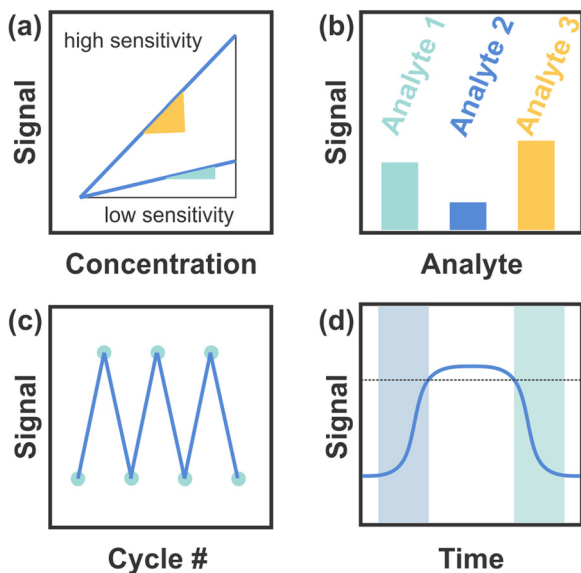 (a)
high sensitivity
low sensitivity
Signal
Concentration
(b)
Analyte 1
Analyte 2
Analyte 3
Signal
Analyte
(c)
Signal
Cycle #
(d)
Signal
Time